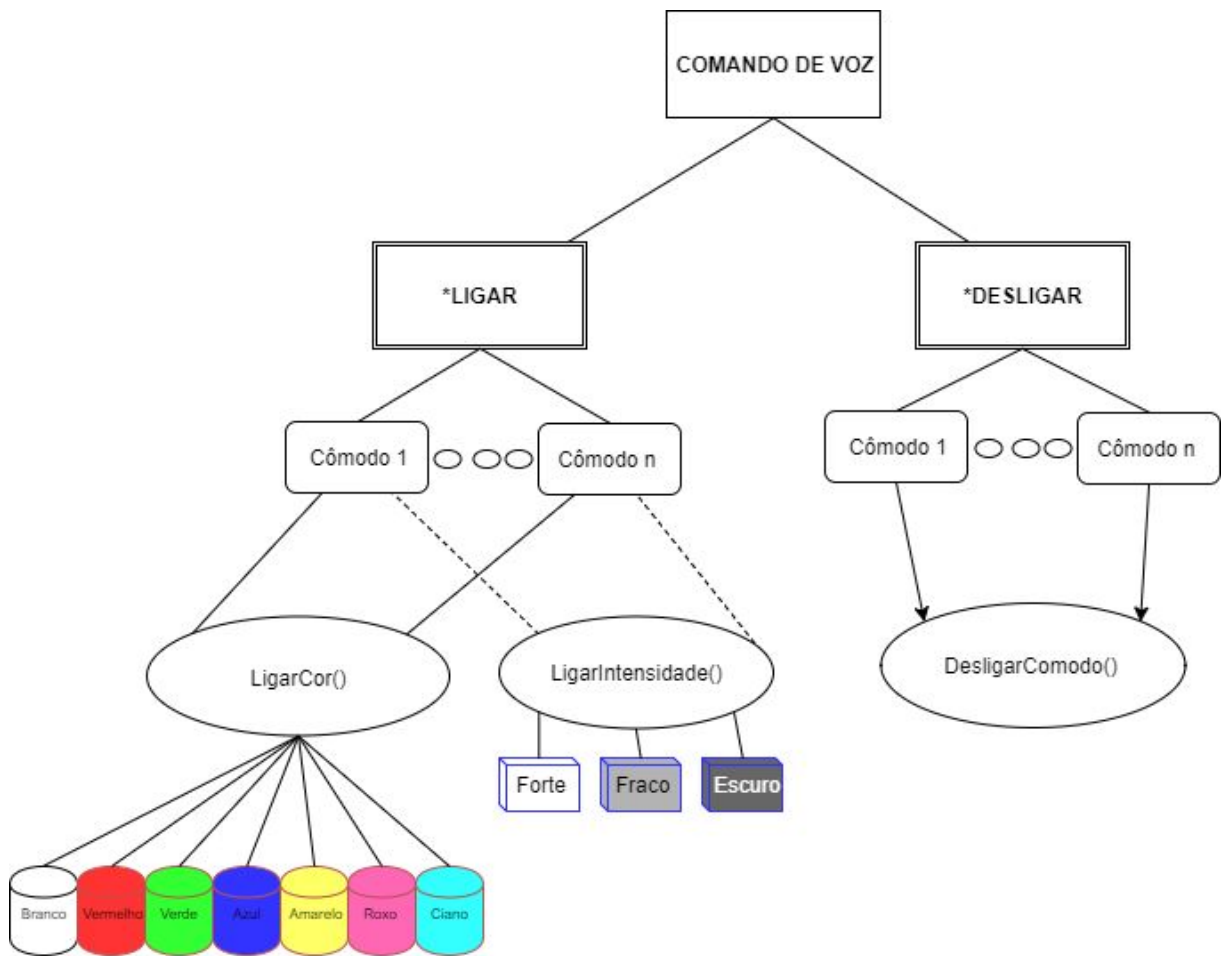 COMANDO DE VOZ
*LIGAR
*DESLIGAR
Cômodo 1
Cômodo n
Cômodo 1
Cômodo n
LigarCor()
LigarIntensidade()
DesligarComodo()
Forte
Fraco
Escuro
Branco
Vermelho
Verde
Azul
Amarelo
Roxo
Ciano